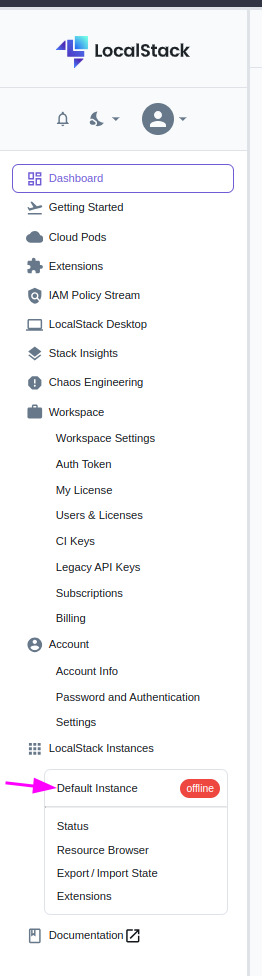 LocalStack
Dashboard
Getting Started
Cloud Pods
Extensions
IAM Policy Stream
LocalStack Desktop
Stack Insights
Chaos Engineering
Workspace
Workspace Settings
Auth Token
My License
Users & Licenses
CI Keys
Legacy API Keys
Subscriptions
Billing
Account
Account Info
Password and Authentication
Settings
LocalStack Instances
Default Instance offline
Status
Resource Browser
Export / Import State
Extensions
Documentation